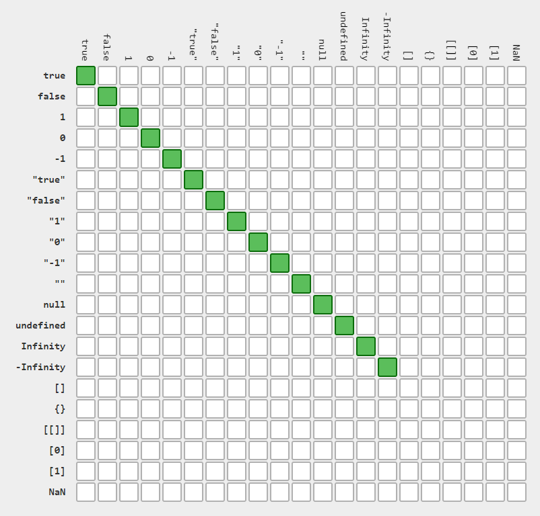 true
false
1
0
-1
"true"
"false"
"1"
"0"
"-1"
""
null
undefined
Infinity
-Infinity
[]
{}
[[]]
[0]
[1]
NaN
true
false
1
0
-1
"true"
"false"
"1"
"0"
"-1"
""
null
undefined
Infinity
-Infinity
[]
{}
[[]]
[0]
[1]
NaN